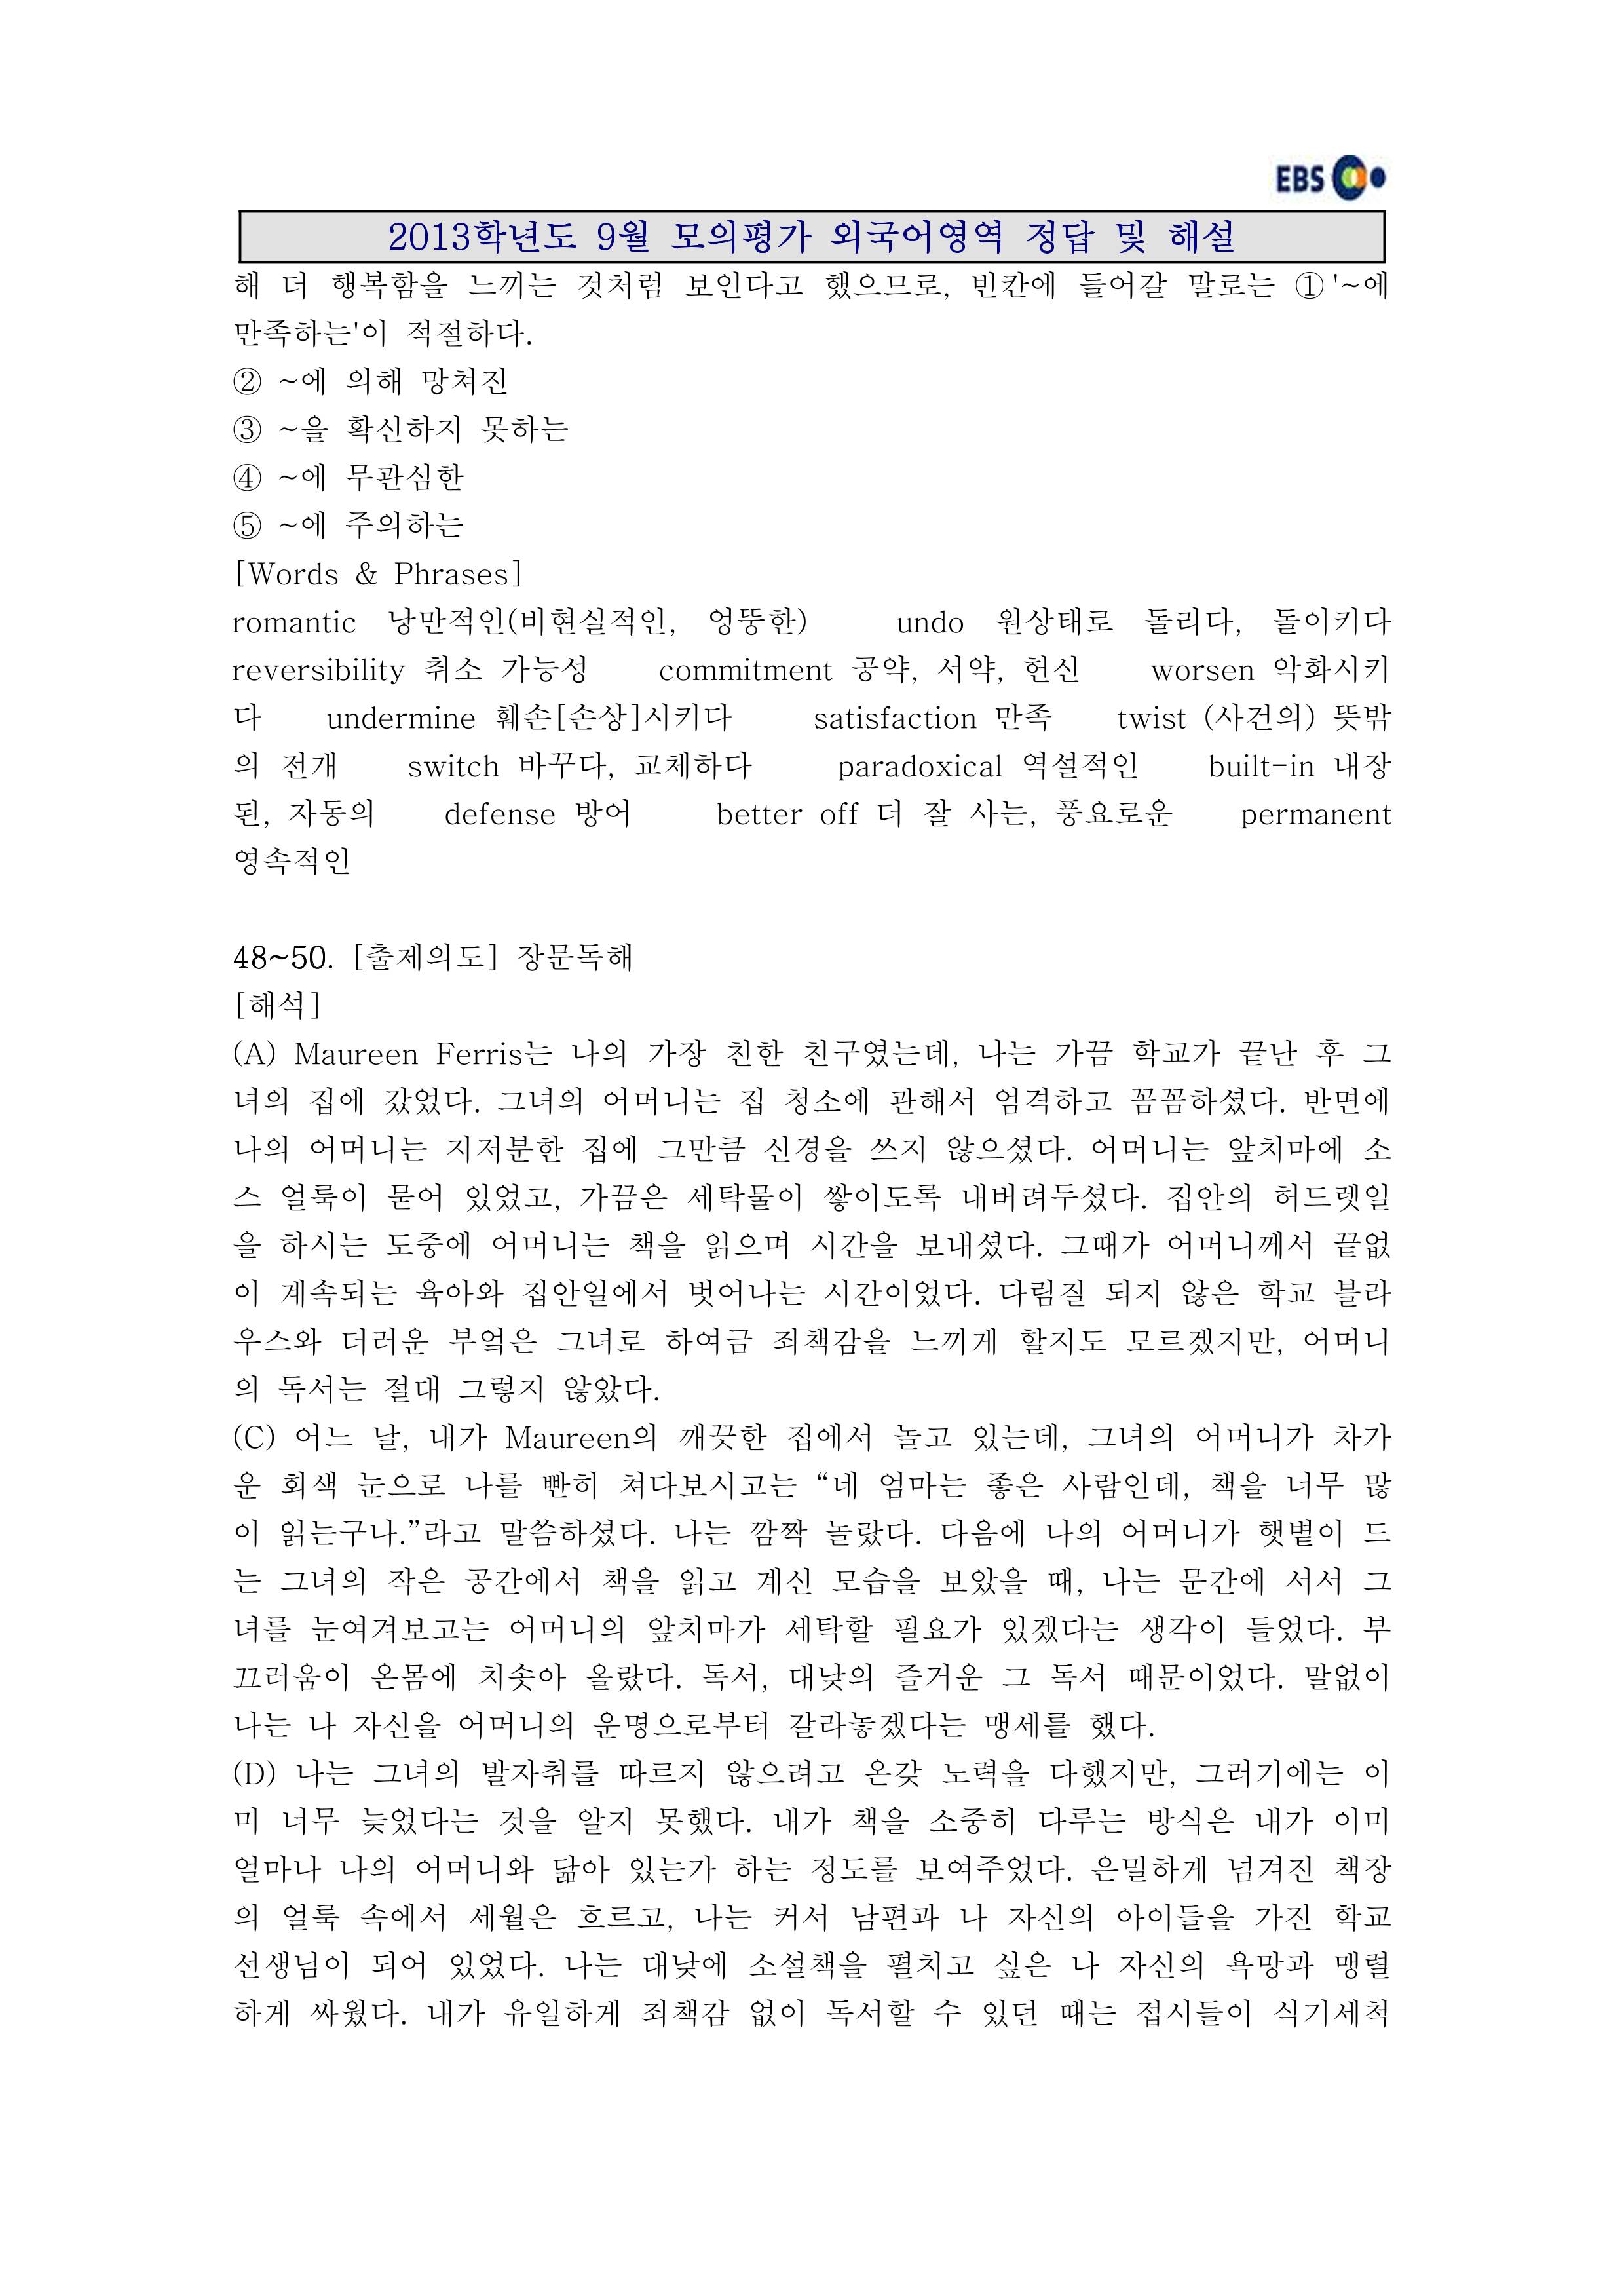 EBS
2013학년도 9월 모의평가 외국어영역 정답 및 해설
해 더 행복함을 느끼는 것처럼 보인다고 했으므로, 빈칸에 들어갈 말로는 ① '~에
만족하는'이 적절하다.
② ~에 의해 망쳐진
③ ~을 확신하지 못하는
④ ~에 무관심한
⑤ ~에 주의하는
[Words & Phrases]
romantic 낭만적인(비현실적인, 엉뚱한) undo 원상태로 돌리다, 돌이키다
reversibility 취소 가능성 commitment 공약, 서약, 헌신 worsen 악화시키
다 undermine 훼손[손상]시키다 satisfaction 만족 twist (사건의) 뜻밖
의 전개 switch 바꾸다, 교체하다 paradoxical 역설적인 built-in 내장
된, 자동의 defense 방어 better off 더 잘 사는, 풍요로운 permanent
영속적인
48~50. [출제의도] 장문독해
[해석]
(A) Maureen Ferris는 나의 가장 친한 친구였는데, 나는 가끔 학교가 끝난 후 그
녀의 집에 갔었다. 그녀의 어머니는 집 청소에 관해서 엄격하고 꼼꼼하셨다. 반면에
나의 어머니는 지저분한 집에 그만큼 신경을 쓰지 않으셨다. 어머니는 앞치마에 소
스 얼룩이 묻어 있었고, 가끔은 세탁물이 쌓이도록 내버려두셨다. 집안의 허드렛일
을 하시는 도중에 어머니는 책을 읽으며 시간을 보내셨다. 그때가 어머니께서 끝없
이 계속되는 육아와 집안일에서 벗어나는 시간이었다. 다림질 되지 않은 학교 블라
우스와 더러운 부엌은 그녀로 하여금 죄책감을 느끼게 할지도 모르겠지만, 어머니
의 독서는 절대 그렇지 않았다.
(C) 어느 날, 내가 Maureen의 깨끗한 집에서 놀고 있는데, 그녀의 어머니가 차가
운 회색 눈으로 나를 빤히 쳐다보시고는 “네 엄마는 좋은 사람인데, 책을 너무 많
이 읽는구나.”라고 말씀하셨다. 나는 깜짝 놀랐다. 다음에 나의 어머니가 햇볕이 드
는 그녀의 작은 공간에서 책을 읽고 계신 모습을 보았을 때, 나는 문간에 서서 그
녀를 눈여겨보고는 어머니의 앞치마가 세탁할 필요가 있겠다는 생각이 들었다. 부
끄러움이 온몸에 치솟아 올랐다. 독서, 대낮의 즐거운 그 독서 때문이었다. 말없이
나는 나 자신을 어머니의 운명으로부터 갈라놓겠다는 맹세를 했다.
(D) 나는 그녀의 발자취를 따르지 않으려고 온갖 노력을 다했지만, 그러기에는 이
미 너무 늦었다는 것을 알지 못했다. 내가 책을 소중히 다루는 방식은 내가 이미
얼마나 나의 어머니와 닮아 있는가 하는 정도를 보여주었다. 은밀하게 넘겨진 책장
의 얼룩 속에서 세월은 흐르고, 나는 커서 남편과 나 자신의 아이들을 가진 학교
선생님이 되어 있었다. 나는 대낮에 소설책을 펼치고 싶은 나 자신의 욕망과 맹렬
하게 싸웠다. 내가 유일하게 죄책감 없이 독서할 수 있던 때는 접시들이 식기세척